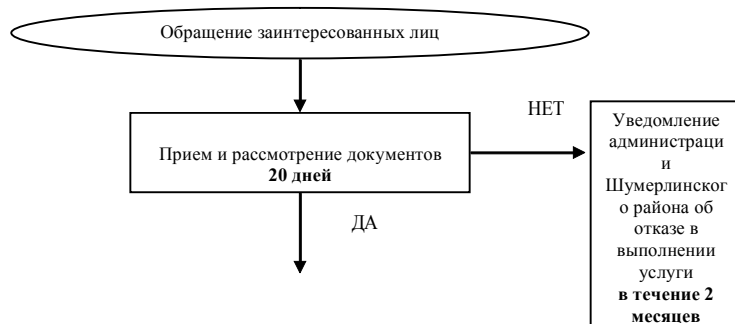 Обращение заинтересованных лиц
НЕТ
Прием и рассмотрение документов
20 дней
ДА
Уведомление
администраци
и
Шумерлинског
о района об
отказе в
выполнении
услуги
в течение 2
месяцев